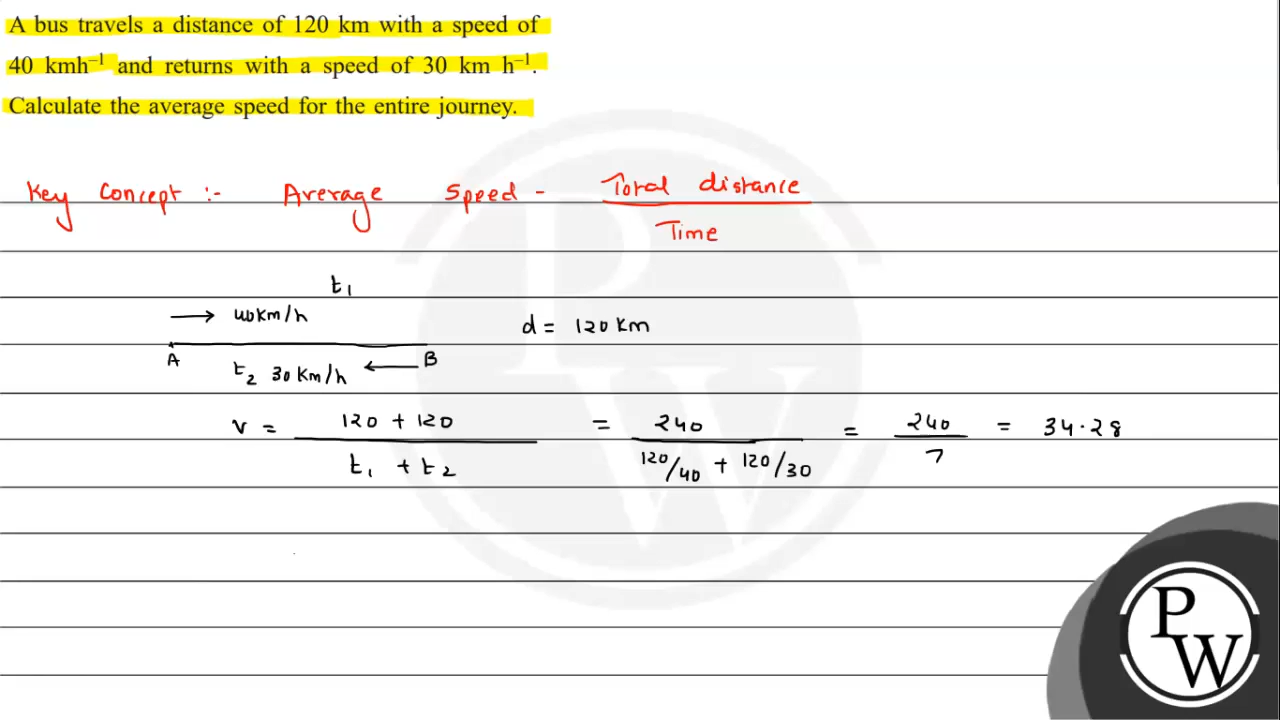 A bus travels a distance of 120 km with a speed of
40 kmh⁻¹ and returns with a speed of 30 km h⁻¹.
Calculate the average speed for the entire journey.
Key Concept :- Average Speed - Total distance / Time
t₁
→ 40km/h
d = 120 km
A B
t₂ 30 Km/h ←
v = 120 + 120 / t₁ + t₂ = 240 / 120/40 + 120/30 = 240 / 7 = 34.28
PW
PW